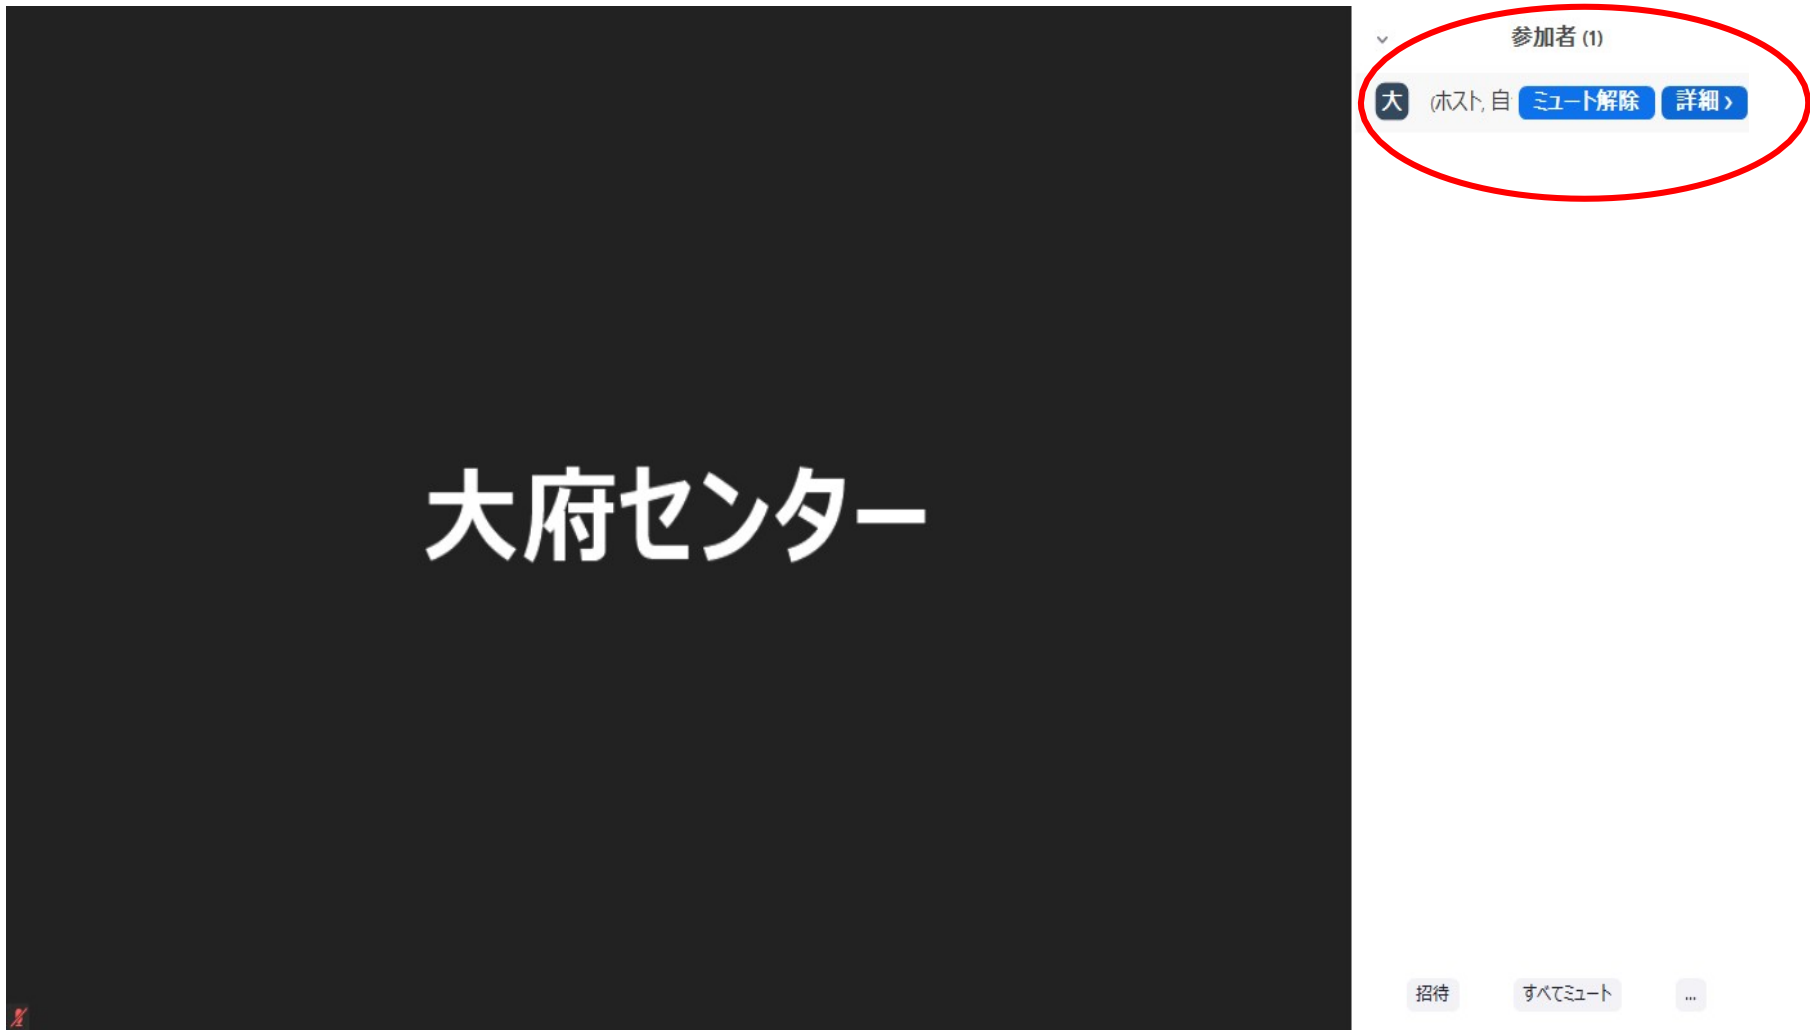 参加者 (1)
大 (ホスト, 自 ミュート解除 詳細 ›
大府センター
招待 すべてミュート ...